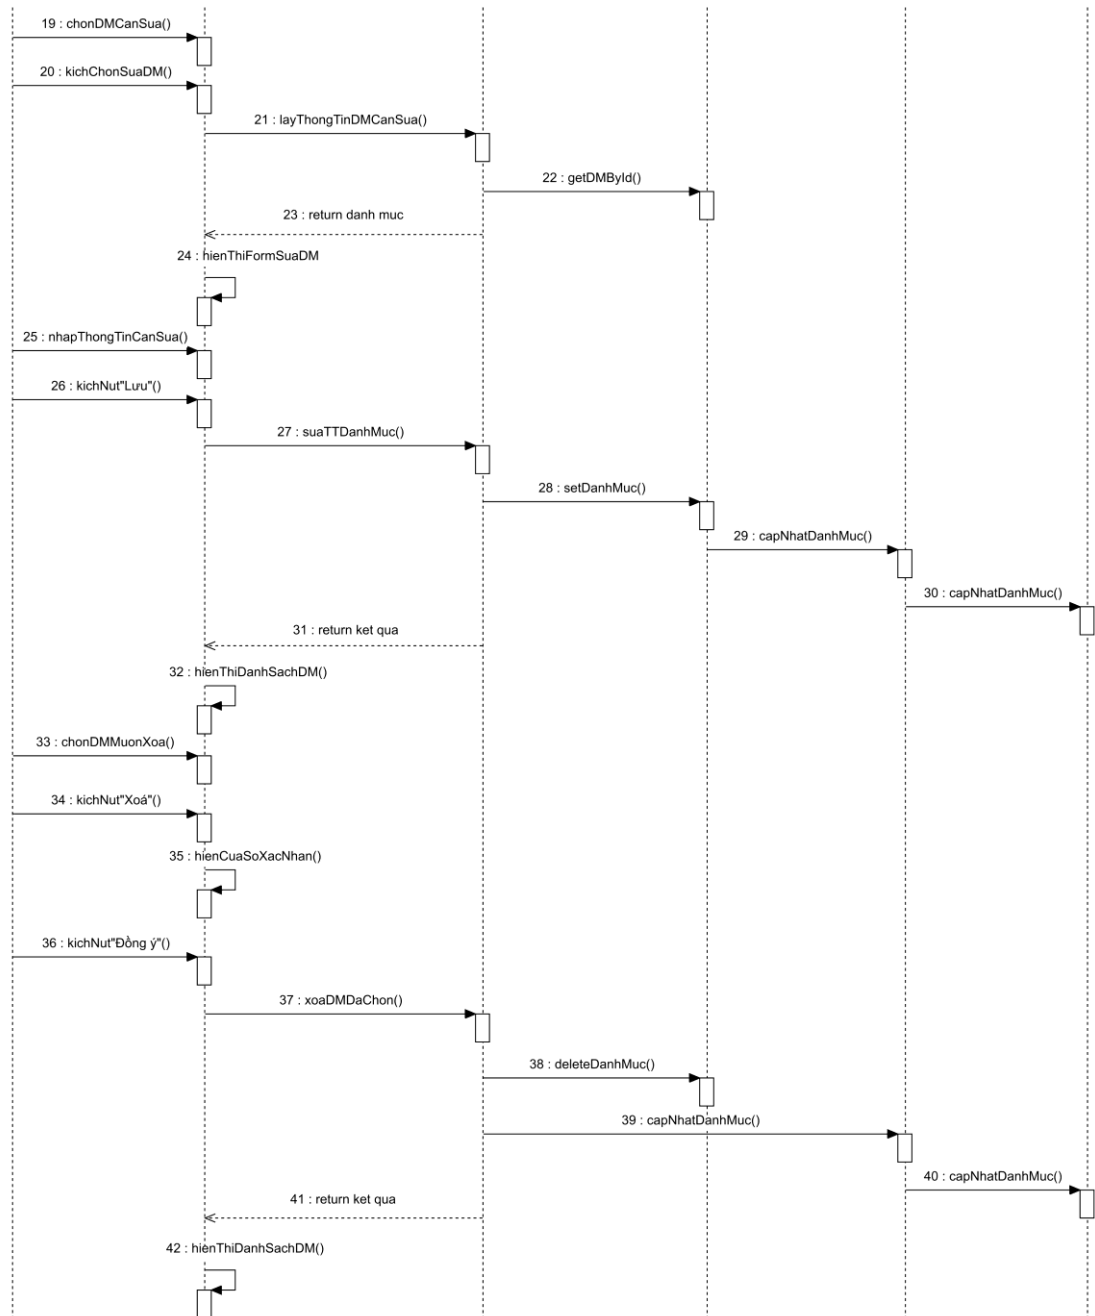 19 : chonDMCanSua()
20 : kichChonSuaDM()
21 : layThongTinDMCanSua()
22 : getDMById()
23 : return danh muc
24 : hienThiFormSuaDM
25 : nhapThongTinCanSua()
26 : kichNut"Lưu"()
27 : suaTTDanhMuc()
28 : setDanhMuc()
29 : capNhatDanhMuc()
30 : capNhatDanhMuc()
31 : return ket qua
32 : hienThiDanhSachDM()
33 : chonDMMuonXoa()
34 : kichNut"Xoá"()
35 : hienCuaSoXacNhan()
36 : kichNut"Đồng ý"()
37 : xoaDMDaChon()
38 : deleteDanhMuc()
39 : capNhatDanhMuc()
40 : capNhatDanhMuc()
41 : return ket qua
42 : hienThiDanhSachDM()